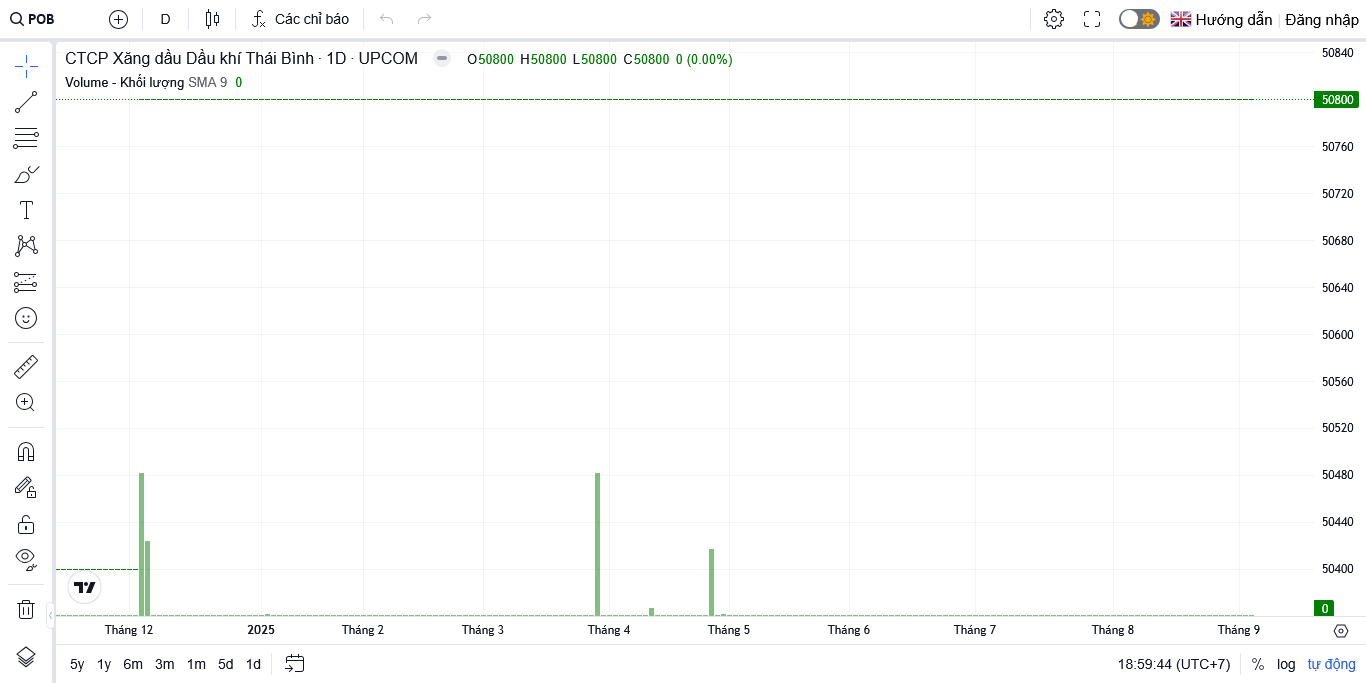 POB D Các chỉ báo Hướng dẫn Đăng nhập
CTCP Xăng dầu Dầu khí Thái Bình · 1D · UPCOM O50800 H50800 L50800 C50800 0 (0.00%)
Volume - Khối lượng SMA 9 0
50840
50800
50760
50720
50680
50640
50600
50560
50520
50480
50440
50400
0
Tháng 12 2025 Tháng 2 Tháng 3 Tháng 4 Tháng 5 Tháng 6 Tháng 7 Tháng 8 Tháng 9
5y 1y 6m 3m 1m 5d 1d 18:59:44 (UTC+7) % log tự động